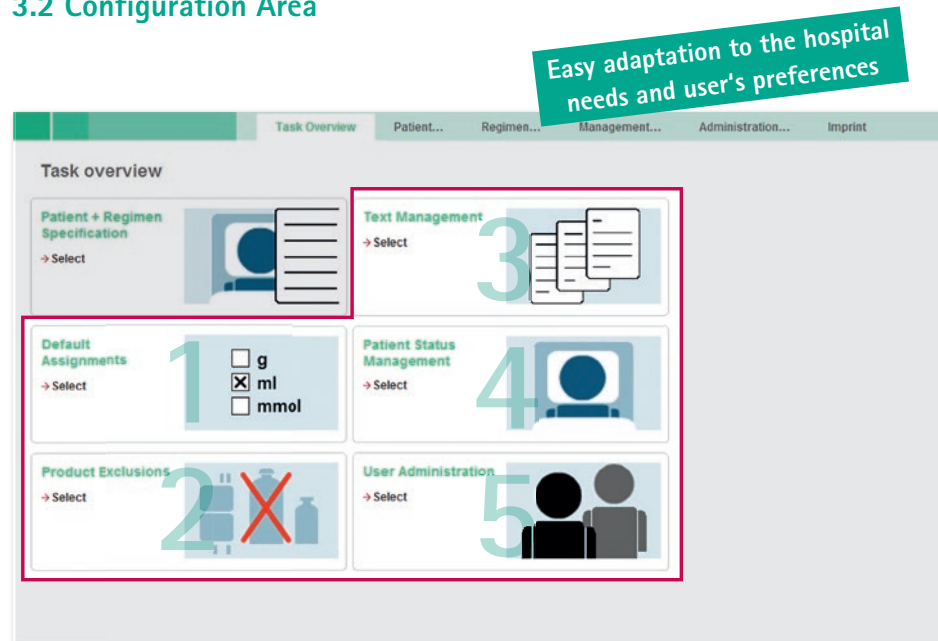 3.2 Configuration Area
Easy adaptation to the hospital
needs and user's preferences
Task Overview
Patient...
Regimen...
Management...
Administration...
Imprint
Task overview
Patient + Regimen
Specification
→ Select
Text Management
→ Select
3
Default
Assignments
→ Select
1
g
ml
mmol
Patient Status
Management
→ Select
4
Product Exclusions
→ Select
2
User Administration
→ Select
5